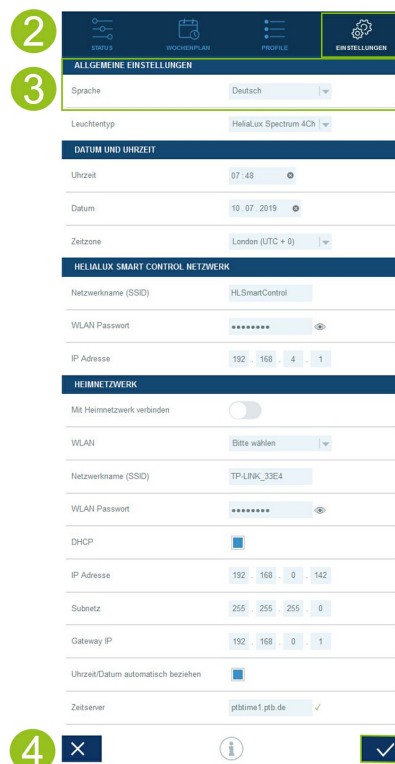 2
STATUS WOCHENPLAN PROFILE EINSTELLUNGEN
3
ALLGEMEINE EINSTELLUNGEN
Sprache Deutsch
Leuchtentyp HeliaLux Spectrum 4Ch
DATUM UND UHRZEIT
Uhrzeit 07:48
Datum 10.07.2019
Zeitzone London (UTC + 0)
HELIALUX SMART CONTROL NETZWERK
Netzwerkname (SSID) HLSmartControl
WLAN Passwort ••••••••
IP Adresse 192 . 168 . 4 . 1
HEIMNETZWERK
Mit Heimnetzwerk verbinden
WLAN Bitte wählen
Netzwerkname (SSID) TP-LINK_33E4
WLAN Passwort ••••••••
DHCP
IP Adresse 192 . 168 . 0 . 142
Subnetz 255 . 255 . 255 . 0
Gateway IP 192 . 168 . 0 . 1
Uhrzeit/Datum automatisch beziehen
Zeitserver ptbtime1.ptb.de ✓
4